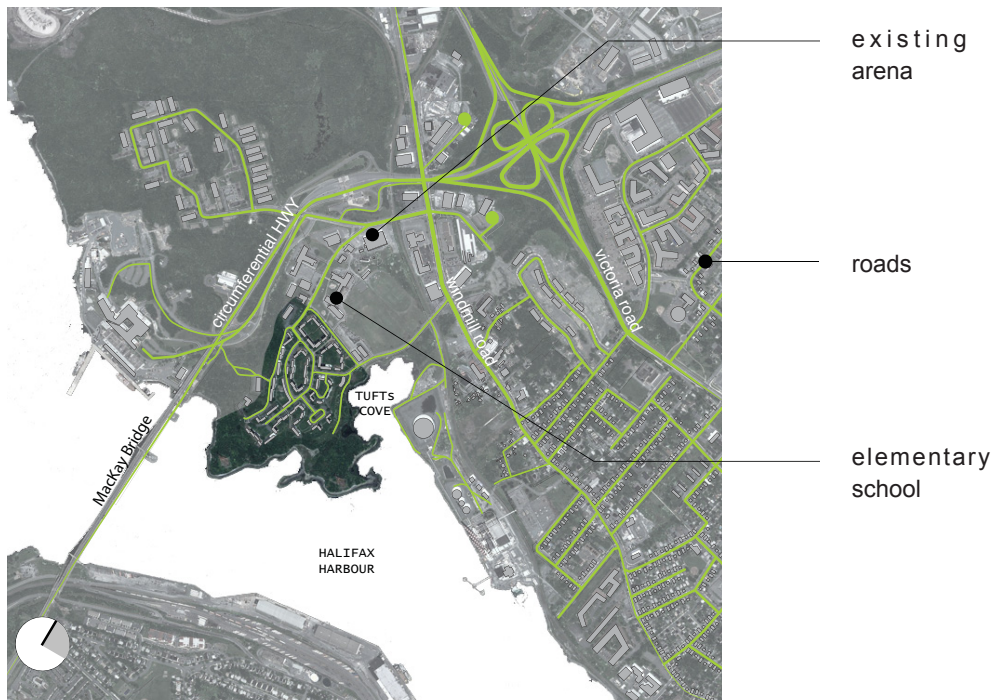 existing
arena
circumferential HWY
windmill road
victoria road
roads
TUFTs
COVE
MacKay Bridge
elementary
school
HALIFAX
HARBOUR